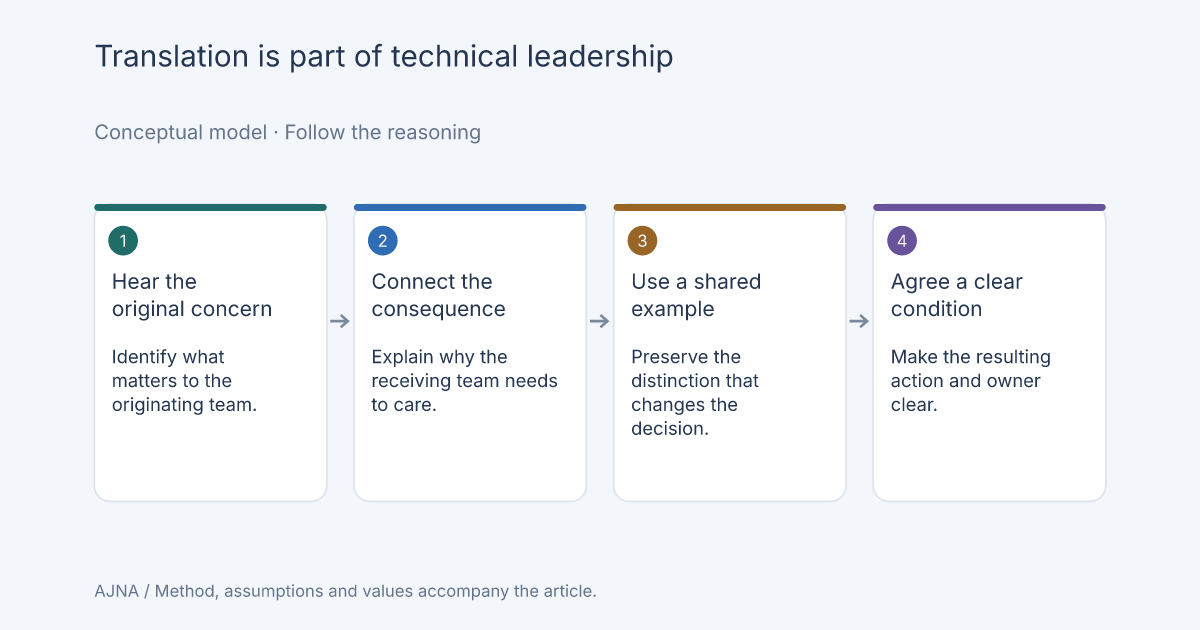 Translation is part of technical leadership
Conceptual model · Follow the reasoning
1
Hear the
original concern
Identify what
matters to the
originating team.
2
Connect the
consequence
Explain why the
receiving team needs
to care.
3
Use a shared
example
Preserve the
distinction that
changes the
decision.
4
Agree a clear
condition
Make the resulting
action and owner
clear.
AJNA / Method, assumptions and values accompany the article.